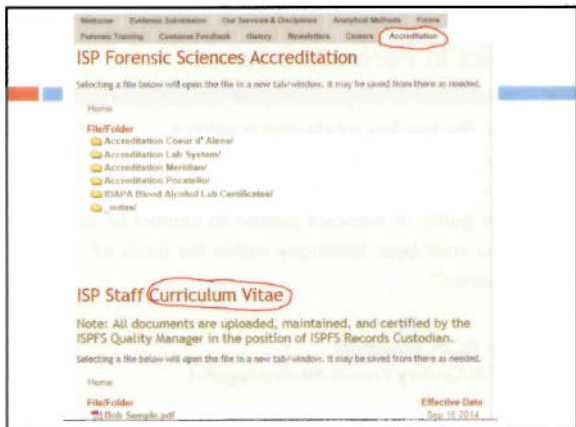 Welcome Evidence Submission Our Services & Disciplines Analytical Methods Forms
Forensic Training Customer Feedback History Newsletters Careers Accreditation
ISP Forensic Sciences Accreditation
Selecting a file below will open the file in a new tab/window. It may be saved from there as needed.
Home
File/Folder
Accreditation Coeur d' Alene/
Accreditation Lab System/
Accreditation Meridian/
Accreditation Pocatello/
IDAPA Blood Alcohol Lab Certificates/
_notes/
ISP Staff Curriculum Vitae
Note: All documents are uploaded, maintained, and certified by the
ISPFS Quality Manager in the position of ISPFS Records Custodian.
Selecting a file below will open the file in a new tab/window. It may be saved from there as needed.
Home
File/Folder Effective Date
Bob Sample.pdf Sep 16 2014